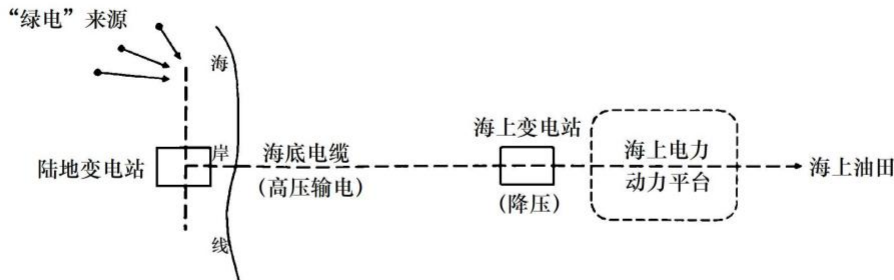 “绿电”来源
海
岸
线
陆地变电站
海底电缆
(高压输电)
海上变电站
(降压)
海上电力
动力平台
海上油田